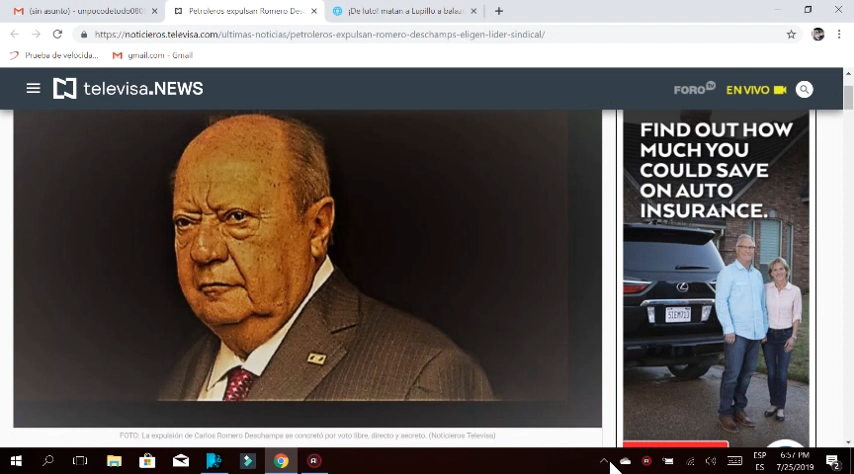 (sin asunto) - unpocodetodo080
Petroleros expulsan Romero Des
¡De luto! matan a Lupillo a balaz
https://noticieros.televisa.com/ultimas-noticias/petroleros-expulsan-romero-deschamps-eligen-lider-sindical/
Prueba de velocida...
gmail.com - Gmail
televisa.NEWS
FOROtv
EN VIVO
FIND OUT HOW
MUCH YOU
COULD SAVE
ON AUTO
INSURANCE.
FOTO: La expulsión de Carlos Romero Deschamps se concretó por voto libre, directo y secreto. (Noticieros Televisa)
ESP
ES
6:57 PM
7/25/2019
2